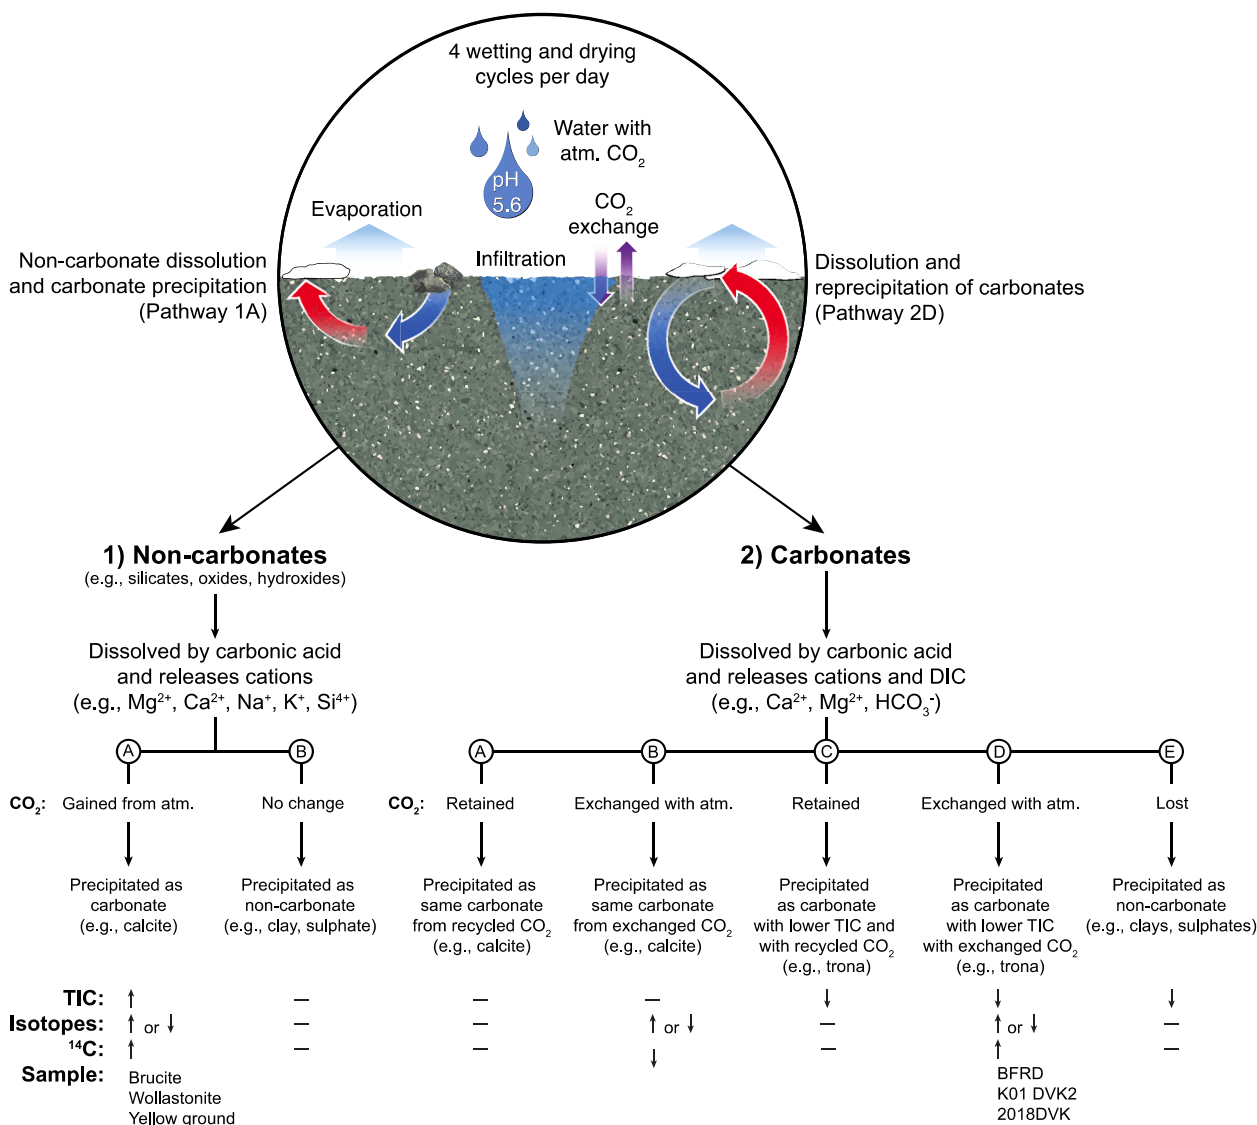 4 wetting and drying
cycles per day
Water with
atm. CO₂
pH
5.6
Evaporation
CO₂
exchange
Infiltration
Non-carbonate dissolution
and carbonate precipitation
(Pathway 1A)
Dissolution and
reprecipitation of carbonates
(Pathway 2D)
1) Non-carbonates
(e.g., silicates, oxides, hydroxides)
Dissolved by carbonic acid
and releases cations
(e.g., Mg²⁺, Ca²⁺, Na⁺, K⁺, Si⁴⁺)
2) Carbonates
Dissolved by carbonic acid
and releases cations and DIC
(e.g., Ca²⁺, Mg²⁺, HCO₃⁻)
A B A B C D E
CO₂: Gained from atm. No change CO₂: Retained Exchanged with atm. Retained Exchanged with atm. Lost
Precipitated as
carbonate
(e.g., calcite)
Precipitated as
non-carbonate
(e.g., clay, sulphate)
Precipitated as
same carbonate
from recycled CO₂
(e.g., calcite)
Precipitated as
same carbonate
from exchanged CO₂
(e.g., calcite)
Precipitated
as carbonate
with lower TIC and
with recycled CO₂
(e.g., trona)
Precipitated
as carbonate
with lower TIC
with exchanged CO₂
(e.g., trona)
Precipitated as
non-carbonate
(e.g., clays, sulphates)
TIC: ↑ – – – ↓ ↓ ↓
Isotopes: ↑ or ↓ – – ↑ or ↓ – ↑ or ↓ –
¹⁴C: ↑ – – ↓ – ↑ –
Sample: Brucite
Wollastonite
Yellow ground
BFRD
K01 DVK2
2018DVK